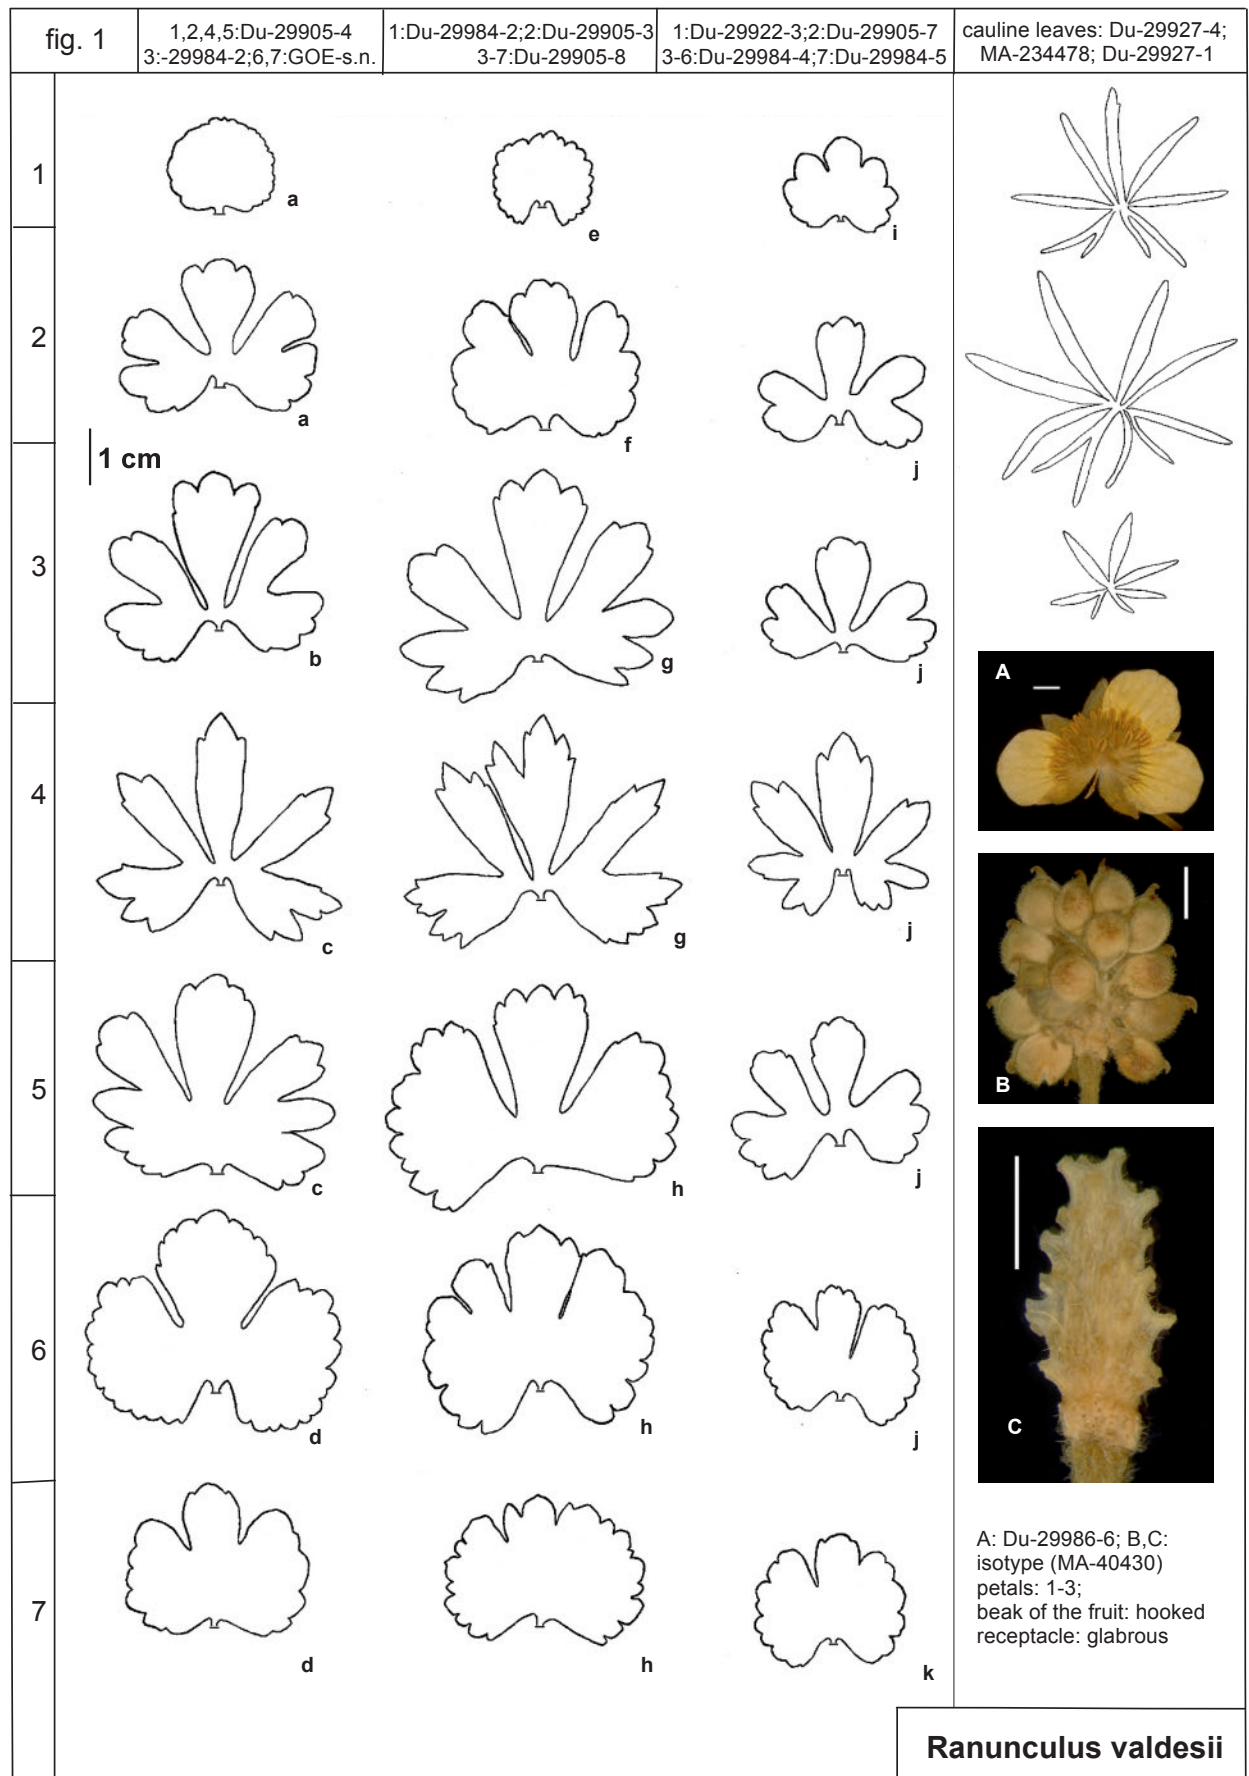 fig. 1
1,2,4,5:Du-29905-4
3:-29984-2;6,7:GOE-s.n.
1:Du-29984-2;2:Du-29905-3
3-7:Du-29905-8
1:Du-29922-3;2:Du-29905-7
3-6:Du-29984-4;7:Du-29984-5
cauline leaves: Du-29927-4;
MA-234478; Du-29927-1
1
a
e
i
2
a
f
j
1 cm
3
b
g
j
A
4
c
g
j
B
5
c
h
j
C
6
d
h
j
7
d
h
k
A: Du-29986-6; B,C:
isotype (MA-40430)
petals: 1-3;
beak of the fruit: hooked
receptacle: glabrous
Ranunculus valdesii